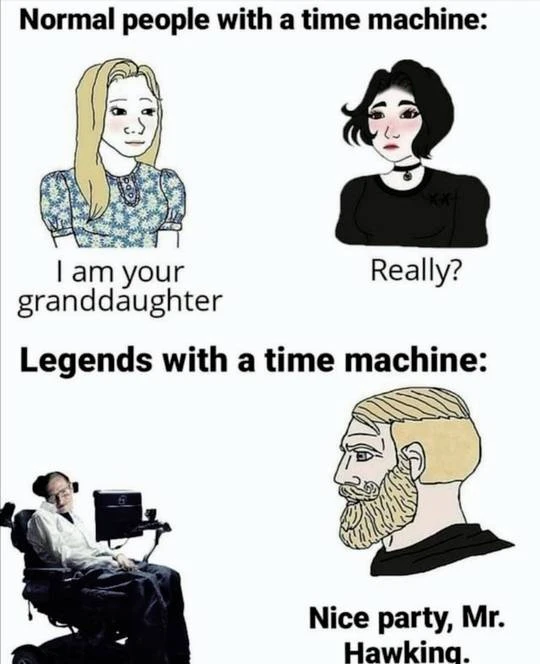 Normal people with a time machine:
I am your
granddaughter
Really?
Legends with a time machine:
Nice party, Mr.
Hawking.